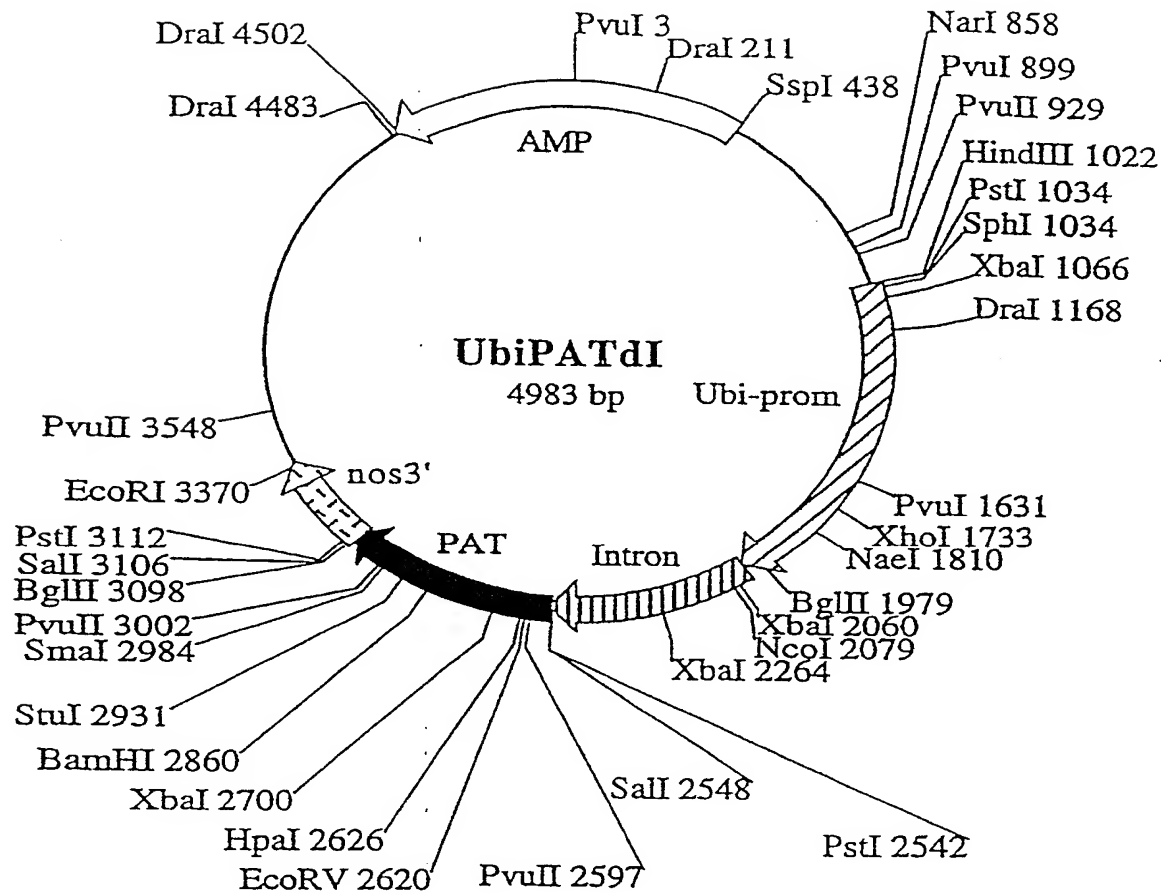 PvuI 3
DraI 4502
DraI 211
NarI 858
SspI 438
PvuI 899
DraI 4483
PvuII 929
AMP
HindIII 1022
PstI 1034
SphI 1034
XbaI 1066
DraI 1168
UbiPATdI
4983 bp
Ubi-prom
PvuII 3548
nos3'
EcoRI 3370
PvuI 1631
XhoI 1733
NaeI 1810
PstI 3112
SalI 3106
BglII 3098
PAT
Intron
PvuII 3002
SmaI 2984
BglII 1979
XbaI 2060
NcoI 2079
XbaI 2264
StuI 2931
BamHI 2860
XbaI 2700
SalI 2548
HpaI 2626
EcoRV 2620
PvuII 2597
PstI 2542